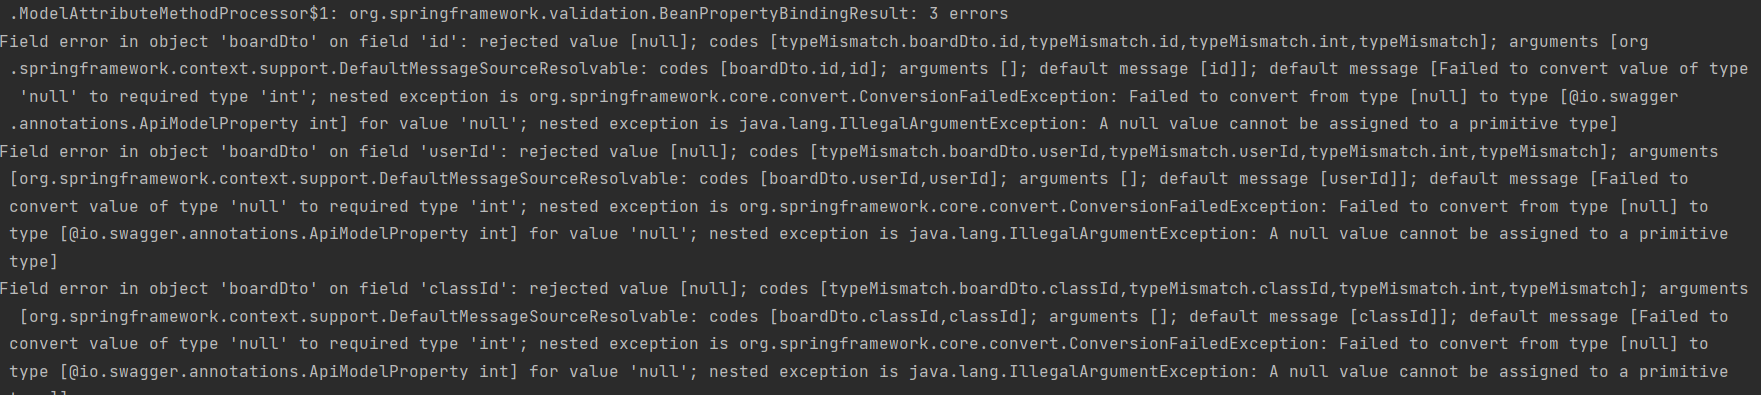 .ModelAttributeMethodProcessor$1: org.springframework.validation.BeanPropertyBindingResult: 3 errors
Field error in object 'boardDto' on field 'id': rejected value [null]; codes [typeMismatch.boardDto.id,typeMismatch.id,typeMismatch.int,typeMismatch]; arguments [org
.springframework.context.support.DefaultMessageSourceResolvable: codes [boardDto.id,id]; arguments []; default message [id]]; default message [Failed to convert value of type
'null' to required type 'int'; nested exception is org.springframework.core.convert.ConversionFailedException: Failed to convert from type [null] to type [@io.swagger
.annotations.ApiModelProperty int] for value 'null'; nested exception is java.lang.IllegalArgumentException: A null value cannot be assigned to a primitive type]
Field error in object 'boardDto' on field 'userId': rejected value [null]; codes [typeMismatch.boardDto.userId,typeMismatch.userId,typeMismatch.int,typeMismatch]; arguments
[org.springframework.context.support.DefaultMessageSourceResolvable: codes [boardDto.userId,userId]; arguments []; default message [userId]]; default message [Failed to
convert value of type 'null' to required type 'int'; nested exception is org.springframework.core.convert.ConversionFailedException: Failed to convert from type [null] to
type [@io.swagger.annotations.ApiModelProperty int] for value 'null'; nested exception is java.lang.IllegalArgumentException: A null value cannot be assigned to a primitive
type]
Field error in object 'boardDto' on field 'classId': rejected value [null]; codes [typeMismatch.boardDto.classId,typeMismatch.classId,typeMismatch.int,typeMismatch]; arguments
[org.springframework.context.support.DefaultMessageSourceResolvable: codes [boardDto.classId,classId]; arguments []; default message [classId]]; default message [Failed to
convert value of type 'null' to required type 'int'; nested exception is org.springframework.core.convert.ConversionFailedException: Failed to convert from type [null] to
type [@io.swagger.annotations.ApiModelProperty int] for value 'null'; nested exception is java.lang.IllegalArgumentException: A null value cannot be assigned to a primitive